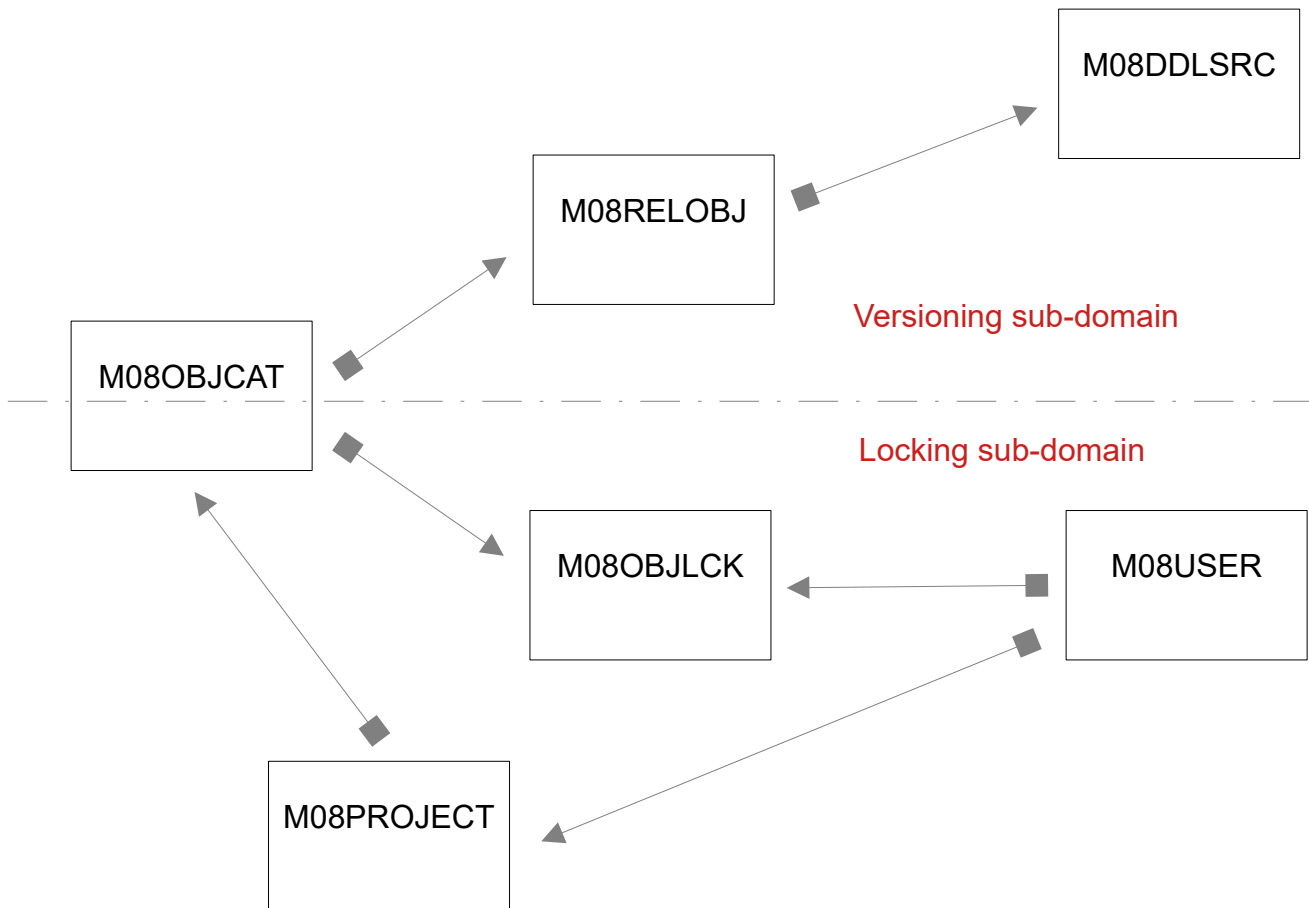 M08DDLSRC
M08RELOBJ
Versioning sub-domain
M08OBJCAT
Locking sub-domain
M08OBJLCK
M08USER
M08PROJECT